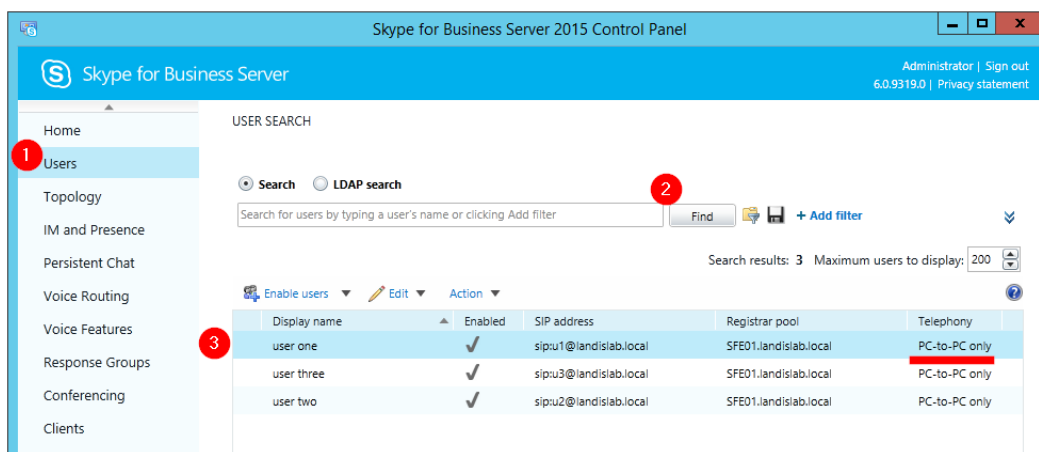 Skype for Business Server 2015 Control Panel
S Skype for Business Server
Administrator | Sign out
6.0.9319.0 | Privacy statement
Home
1
Users
Topology
IM and Presence
Persistent Chat
Voice Routing
Voice Features
Response Groups
Conferencing
Clients
USER SEARCH
Search LDAP search
2
Search for users by typing a user's name or clicking Add filter Find + Add filter
Search results: 3 Maximum users to display: 200
Enable users Edit Action ?
Display name Enabled SIP address Registrar pool Telephony
3 user one sip:u1@landislab.local SFE01.landislab.local PC-to-PC only
user three sip:u3@landislab.local SFE01.landislab.local PC-to-PC only
user two sip:u2@landislab.local SFE01.landislab.local PC-to-PC only